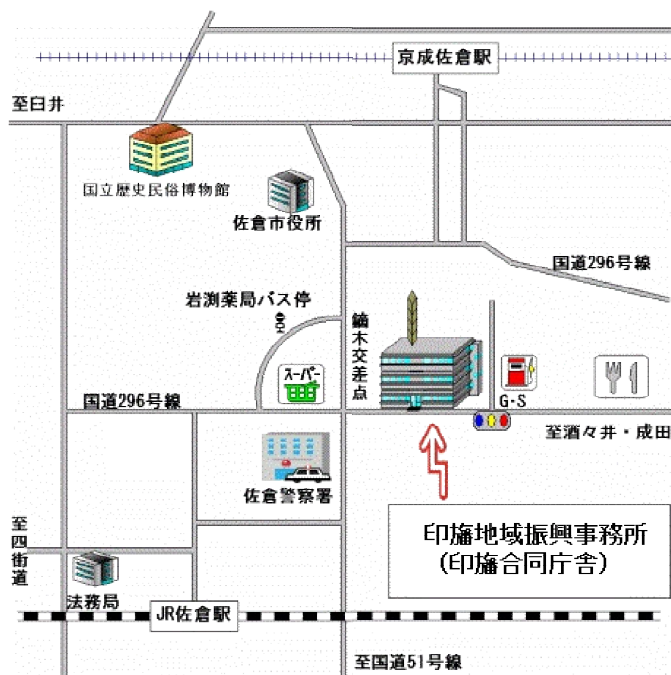 京成佐倉駅
至臼井
国立歴史民俗博物館
佐倉市役所
国道296号線
岩渕薬局バス停
鏑木交差点
スーパー
G-S
国道296号線
至酒々井・成田
佐倉警察署
至四街道
印旛地域振興事務所
(印旛合同庁舎)
法務局
JR佐倉駅
至国道51号線